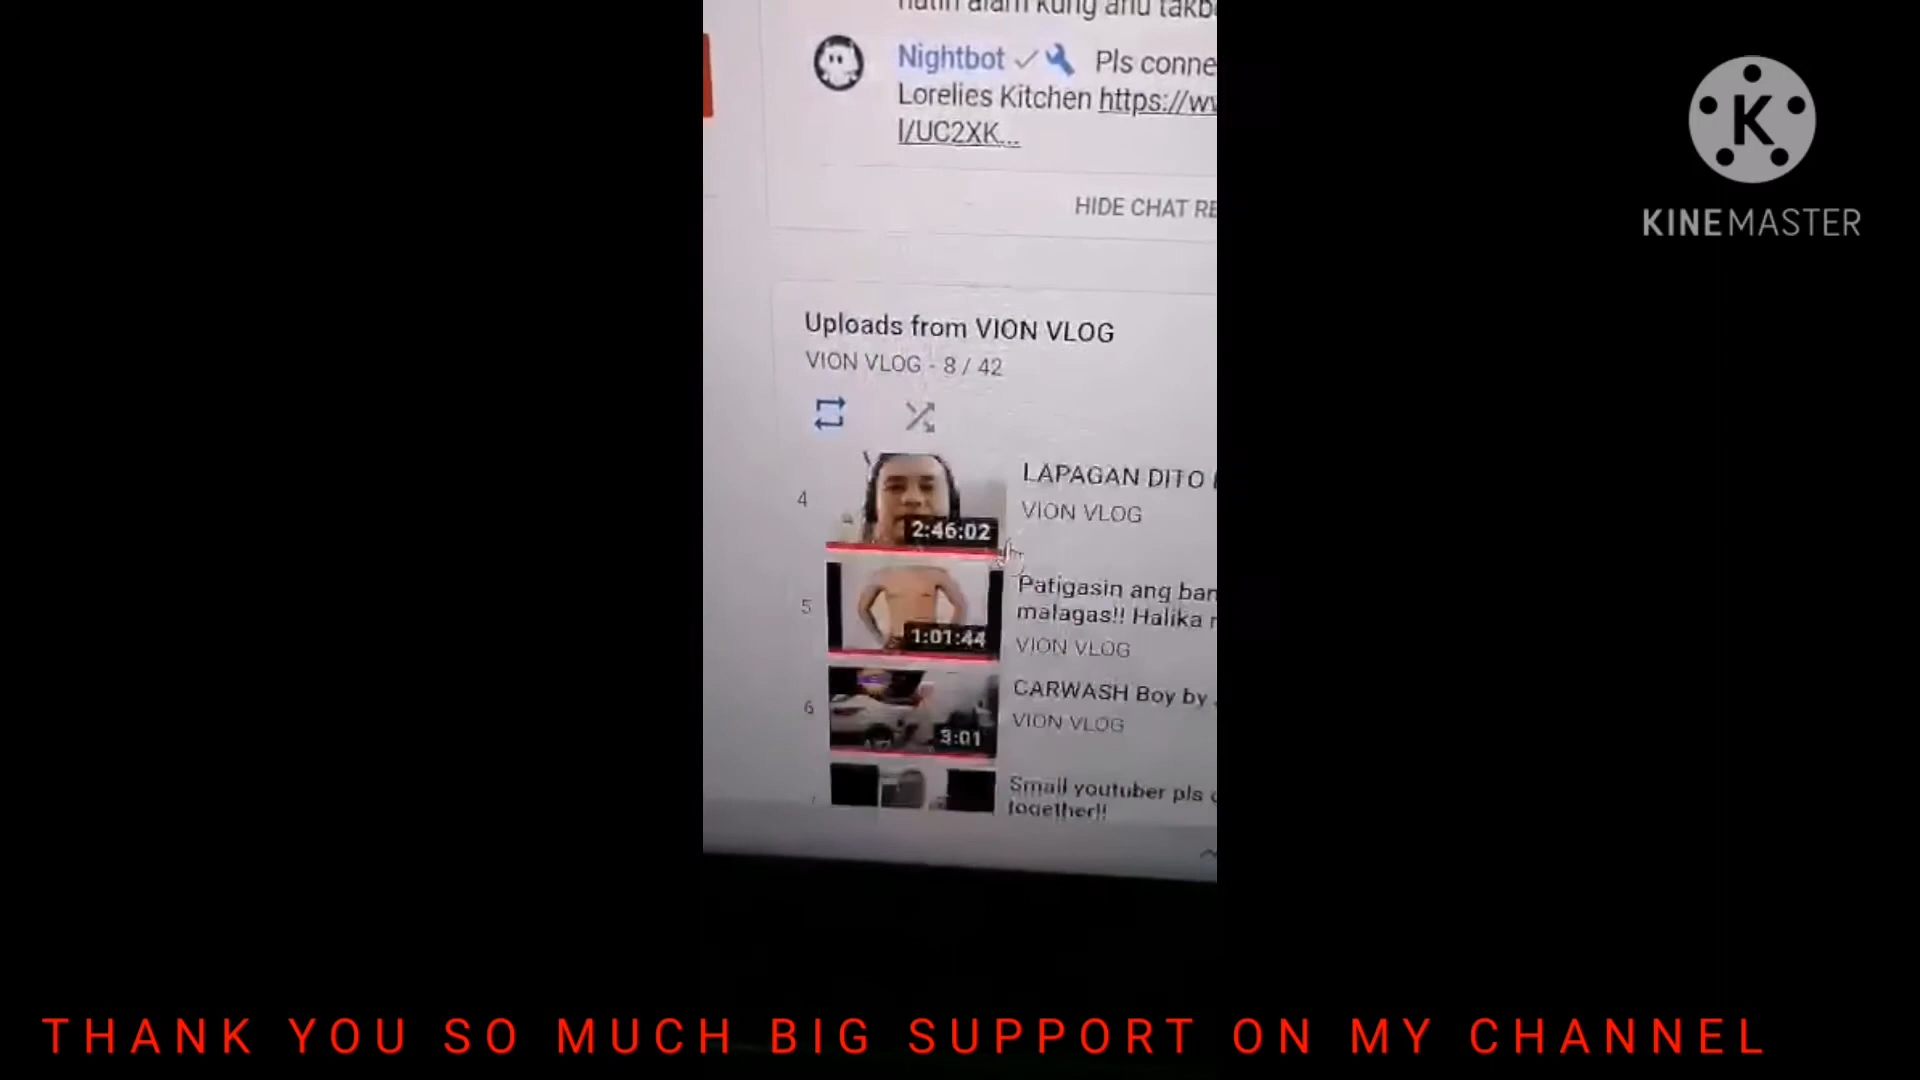 Nightbot Pls conne
Lorelies Kitchen https://w
l/UC2XK...
HIDE CHAT RE
Uploads from VION VLOG
VION VLOG - 8 / 42
4
LAPAGAN DITO
VION VLOG
2:46:02
5
Patigasin ang ban
malagas!! Halika
VION VLOG
1:01:44
6
CARWASH Boy by
VION VLOG
3:01
Small youtuber pls
together!!
KINEMASTER
THANK YOU SO MUCH BIG SUPPORT ON MY CHANNEL